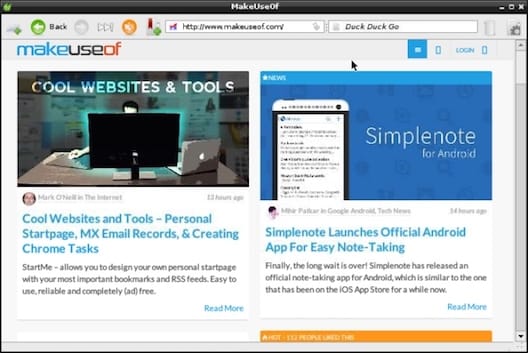 MakeUseOf
Back
Save
http://www.makeuseof.com/
Duck Duck Go
makeuseof
LOGIN
COOL WEBSITES & TOOLS
Mark O'Neill in The Internet
13 hours ago
Cool Websites and Tools – Personal
Startpage, MX Email Records, & Creating
Chrome Tasks
StartMe – allows you to design your own personal startpage
with your most important bookmarks and RSS feeds. Easy to
use, reliable and completely (ad) free.
Read More
NEWS
Simplenote
for Android
Mihir Patkar in Google Android, Tech News
14 hours ago
Simplenote Launches Official Android
App For Easy Note-Taking
Finally, the long wait is over! Simplenote has released an
official note-taking app for Android, which is similar to the one
that has been on the iOS App Store for a while now.
Read More
HOT - 112 PEOPLE LIKED THIS